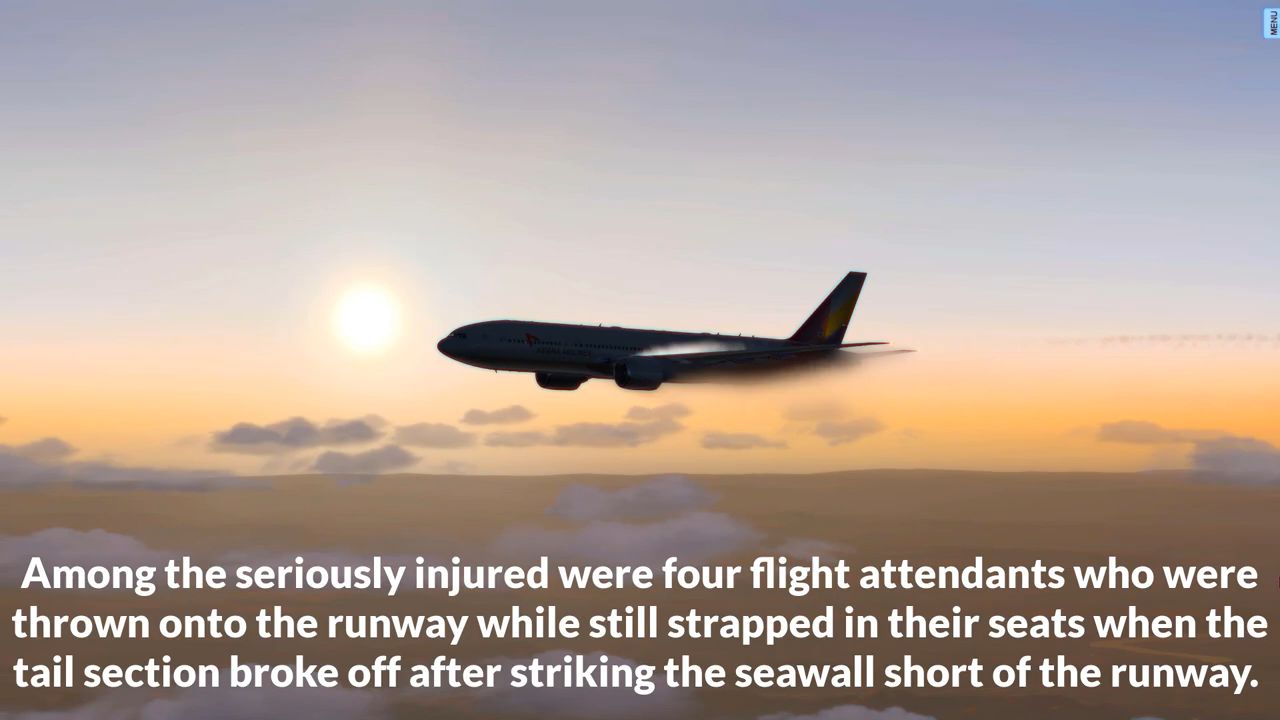 MENU
Among the seriously injured were four flight attendants who were
thrown onto the runway while still strapped in their seats when the
tail section broke off after striking the seawall short of the runway.